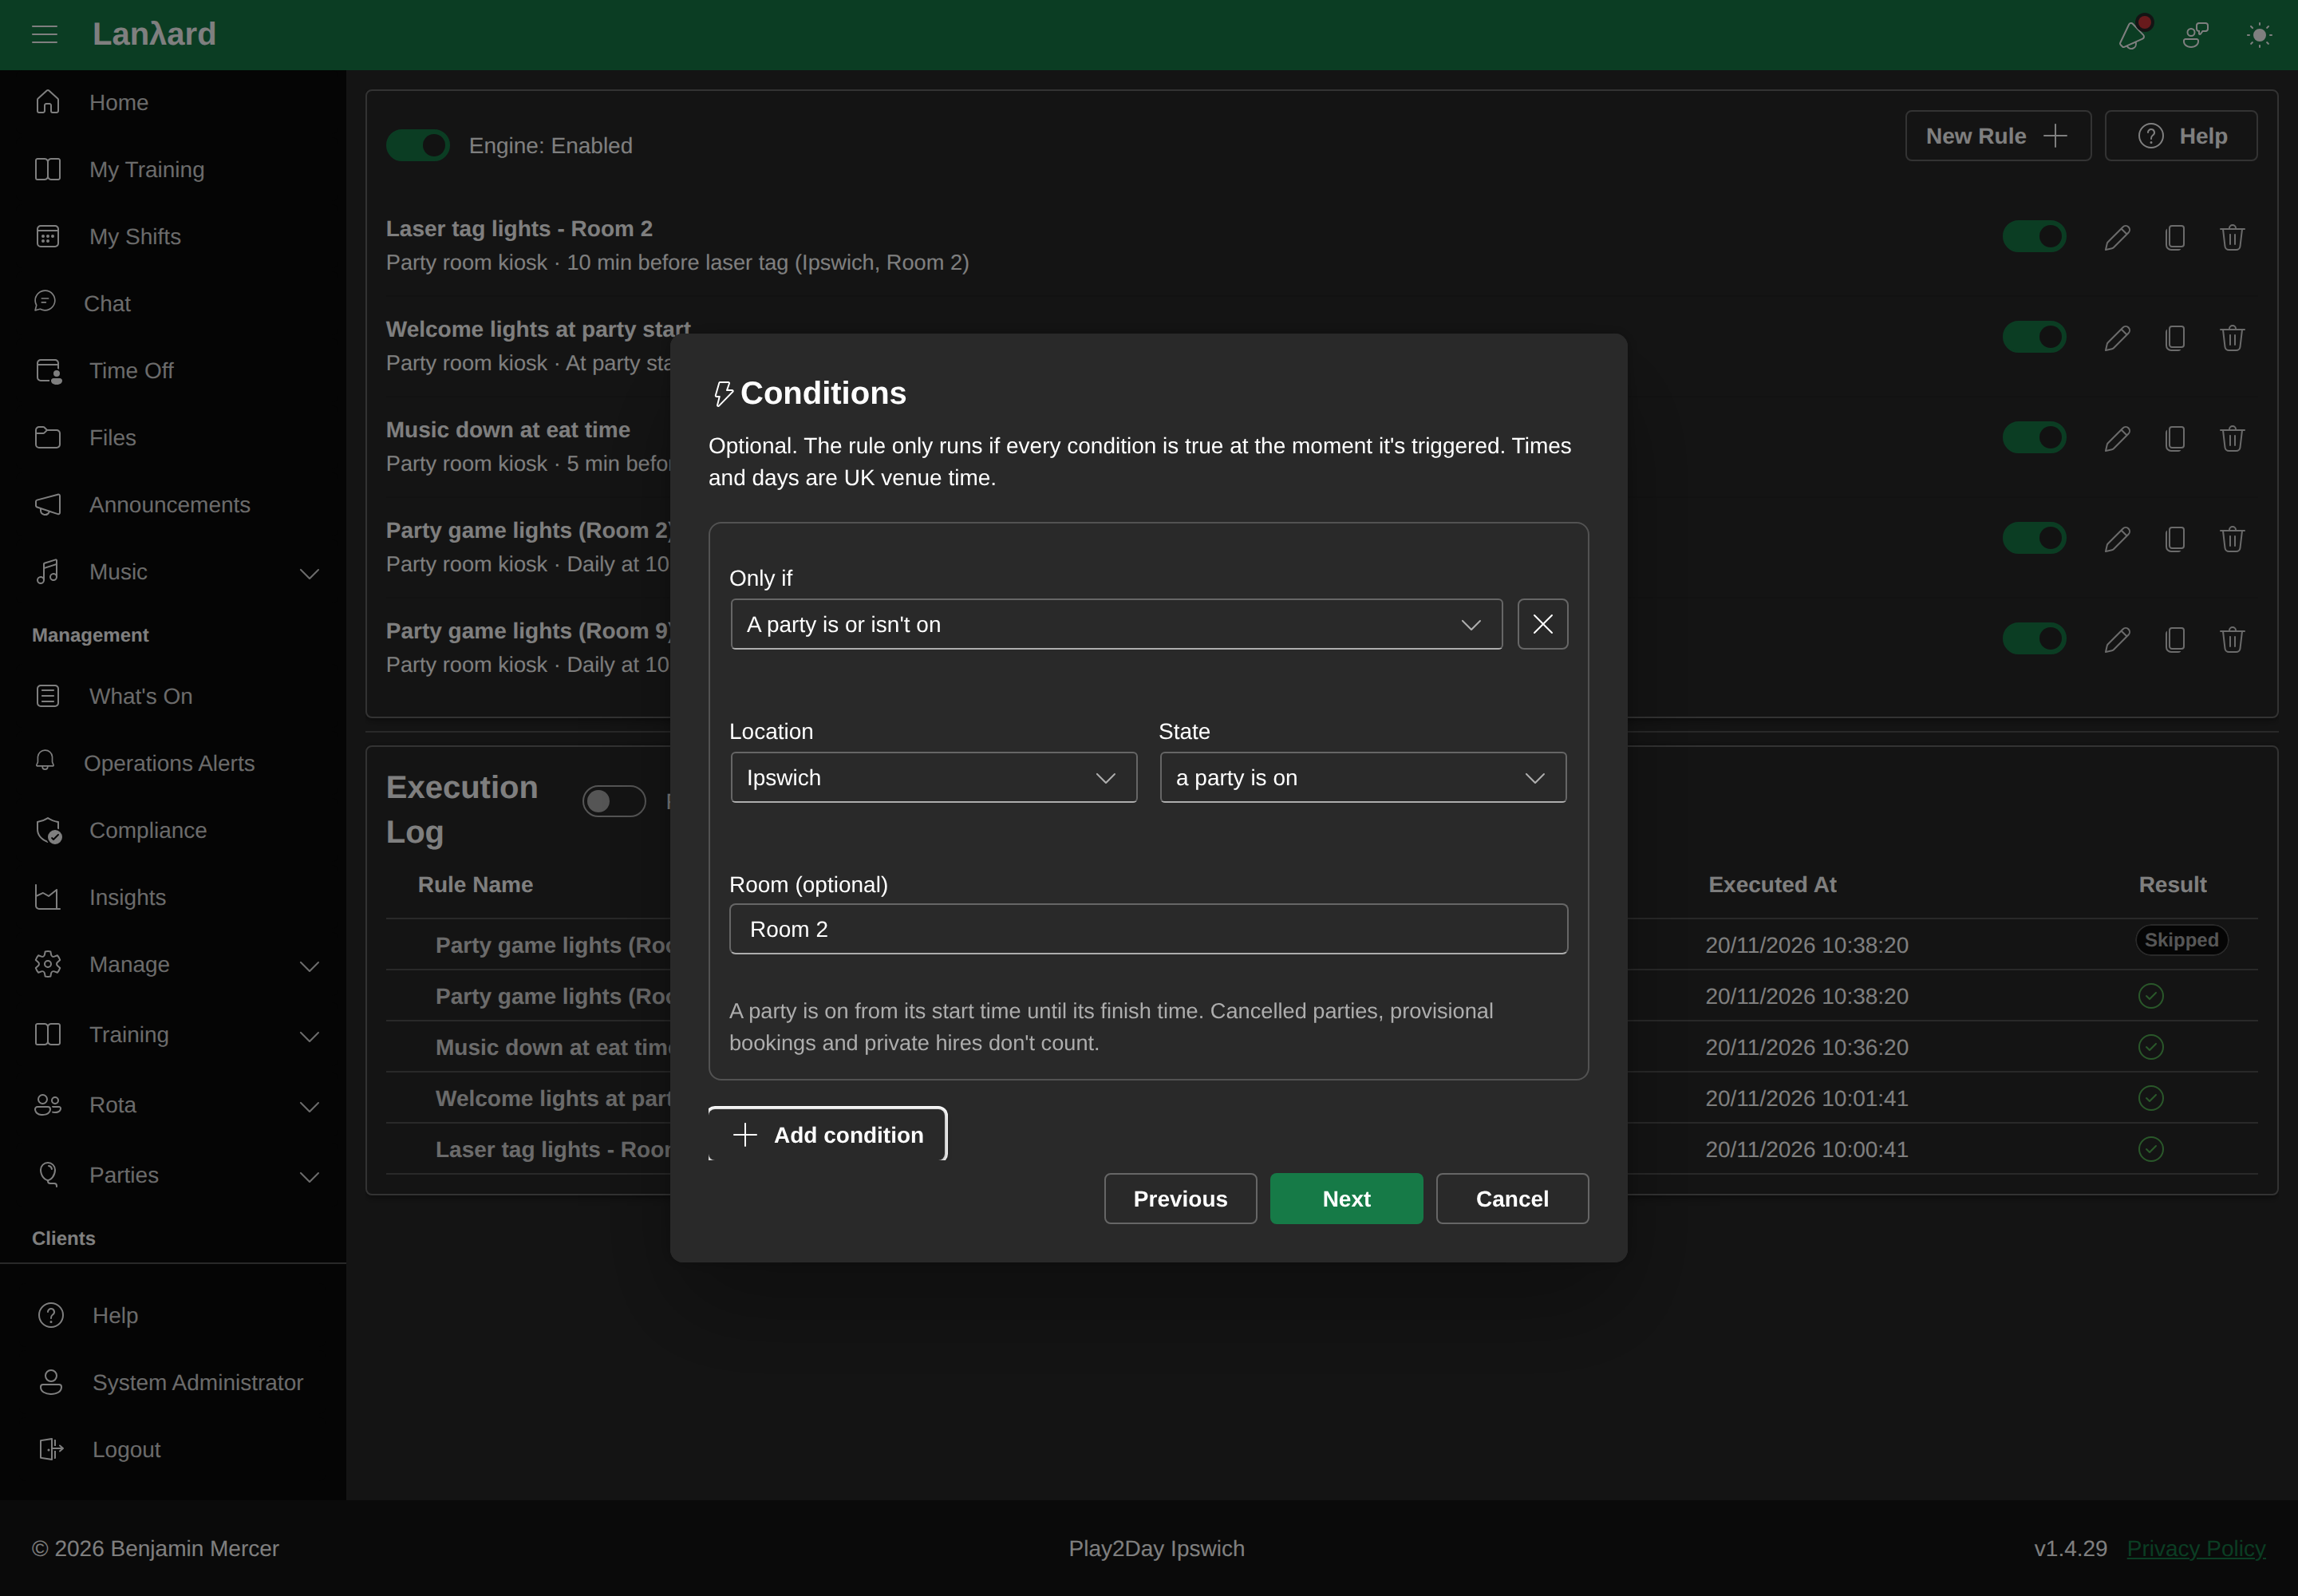 Lanλard
Home
My Training
My Shifts
Chat
Time Off
Files
Announcements
Music
Management
What's On
Operations Alerts
Compliance
Insights
Manage
Training
Rota
Parties
Clients
Help
System Administrator
Logout
Engine: Enabled
New Rule
Help
Laser tag lights - Room 2
Party room kiosk · 10 min before laser tag (Ipswich, Room 2)
Welcome lights at party start
Party room kiosk · At party
Music down at eat time
Party room kiosk · 5 min
Party game lights (Room 2)
Party room kiosk · Daily at 10
Party game lights (Room 9)
Party room kiosk · Daily at 10
Execution
Log
Rule Name
Executed At
Result
Party game lights
20/11/2026 10:38:20
Skipped
Party game lights
20/11/2026 10:38:20
Music down at eat time
20/11/2026 10:36:20
Welcome lights at
20/11/2026 10:01:41
Laser tag lights -
20/11/2026 10:00:41
Conditions
Optional. The rule only runs if every condition is true at the moment it's triggered. Times
and days are UK venue time.
Only if
A party is or isn't on
Location
State
Ipswich
a party is on
Room (optional)
Room 2
A party is on from its start time until its finish time. Cancelled parties, provisional
bookings and private hires don't count.
Add condition
Previous
Next
Cancel
© 2026 Benjamin Mercer
Play2Day Ipswich
v1.4.29
Privacy Policy